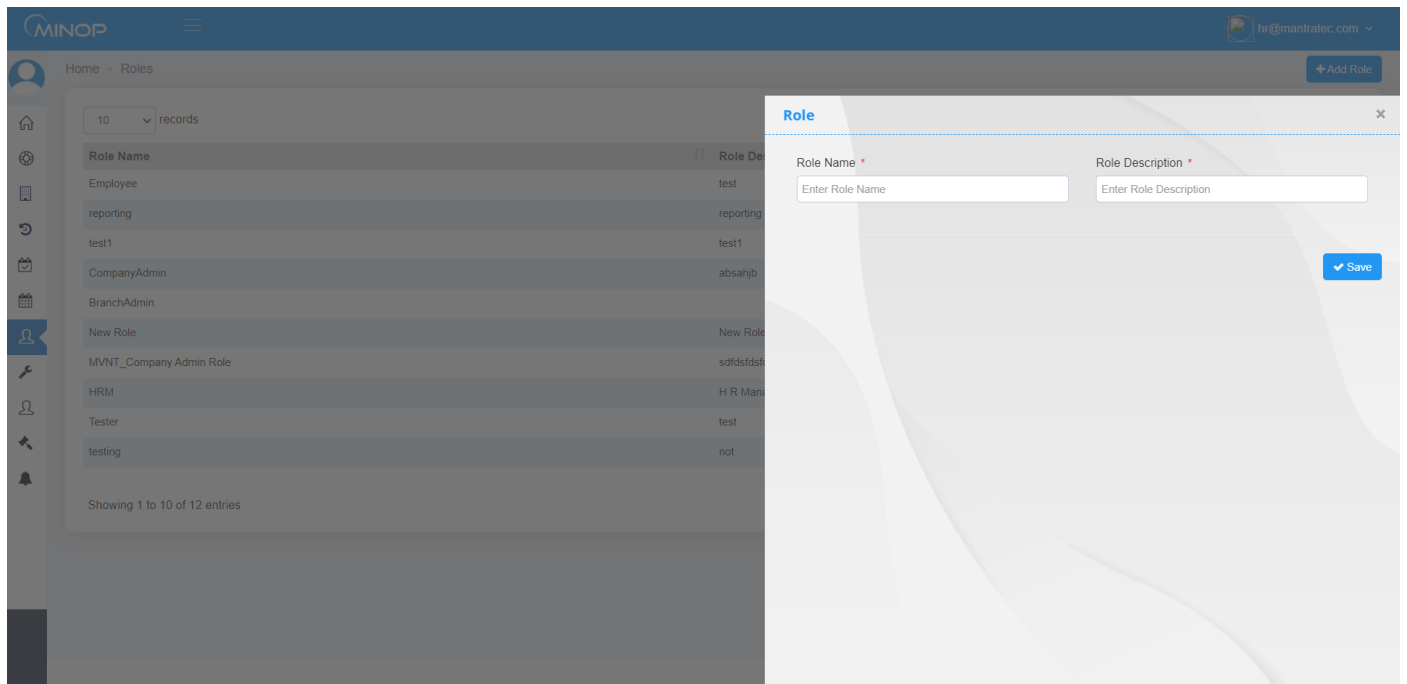 MINOP
hr@mantratec.com
Home Roles
Add Role
10 records
Role Name Role De
Employee test
reporting reporting
test1 test1
CompanyAdmin absahjb
BranchAdmin
New Role New Role
MVNT_Company Admin Role sdfdsfdsf
HRM H R Mana
Tester test
testing not
Showing 1 to 10 of 12 entries
Role
Role Name * Role Description *
Enter Role Name Enter Role Description
Save